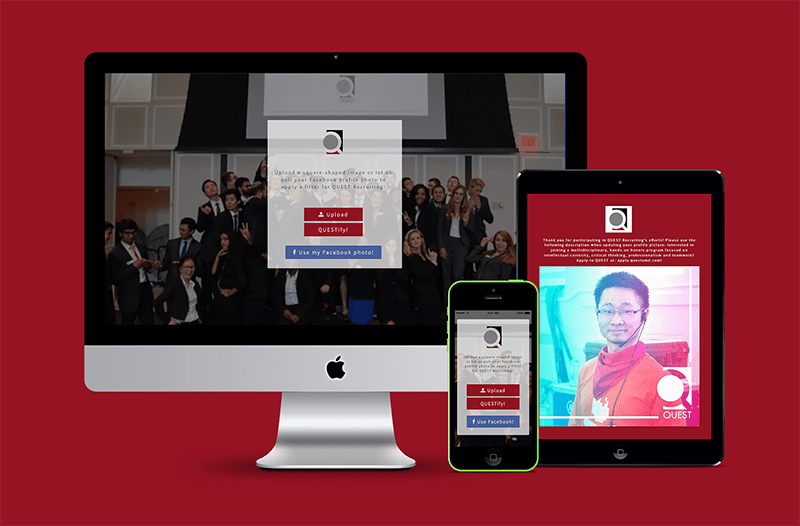 QUEST
Upload a square-shaped image or let us
pull your Facebook profile photo to
apply a filter for QUEST Recruiting!
Upload
QUESTify!
f Use my Facebook photo!
Upload a square-shaped image
or let us pull your Facebook
profile photo to apply a filter
for QUEST Recruiting!
Upload
QUESTify!
f Use Facebook!
Thank you for participating in QUEST Recruiting's efforts! Please use the
following description when updating your profile picture: Interested in
joining a multidisciplinary, hands on honors program focused on
intellectual curiosity, critical thinking, professionalism and teamwork?
Apply to QUEST at: apply.questumd.com!
QUEST